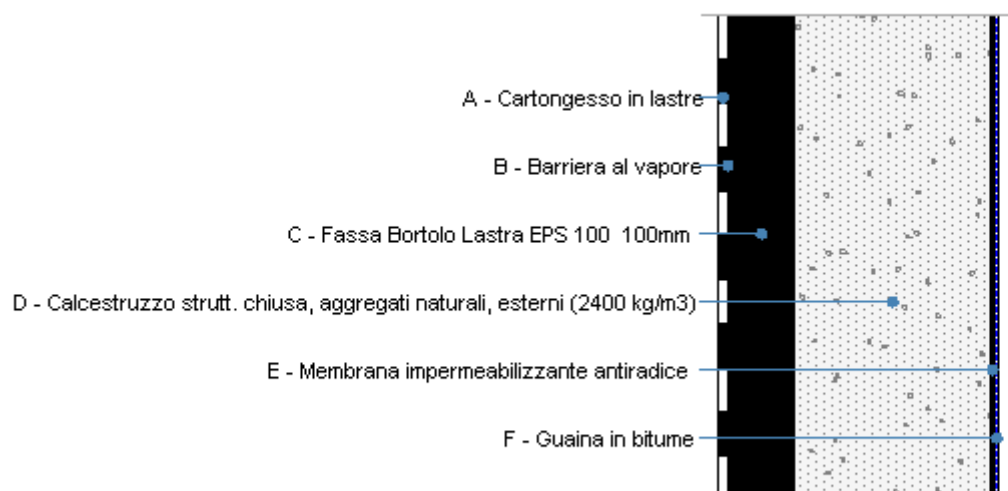 A - Cartongesso in lastre
B - Barriera al vapore
C - Fassa Bortolo Lastra EPS 100  100mm
D - Calcestruzzo strutt. chiusa, aggregati naturali, esterni (2400 kg/m3)
E - Membrana impermeabilizzante antiradice
F - Guaina in bitume